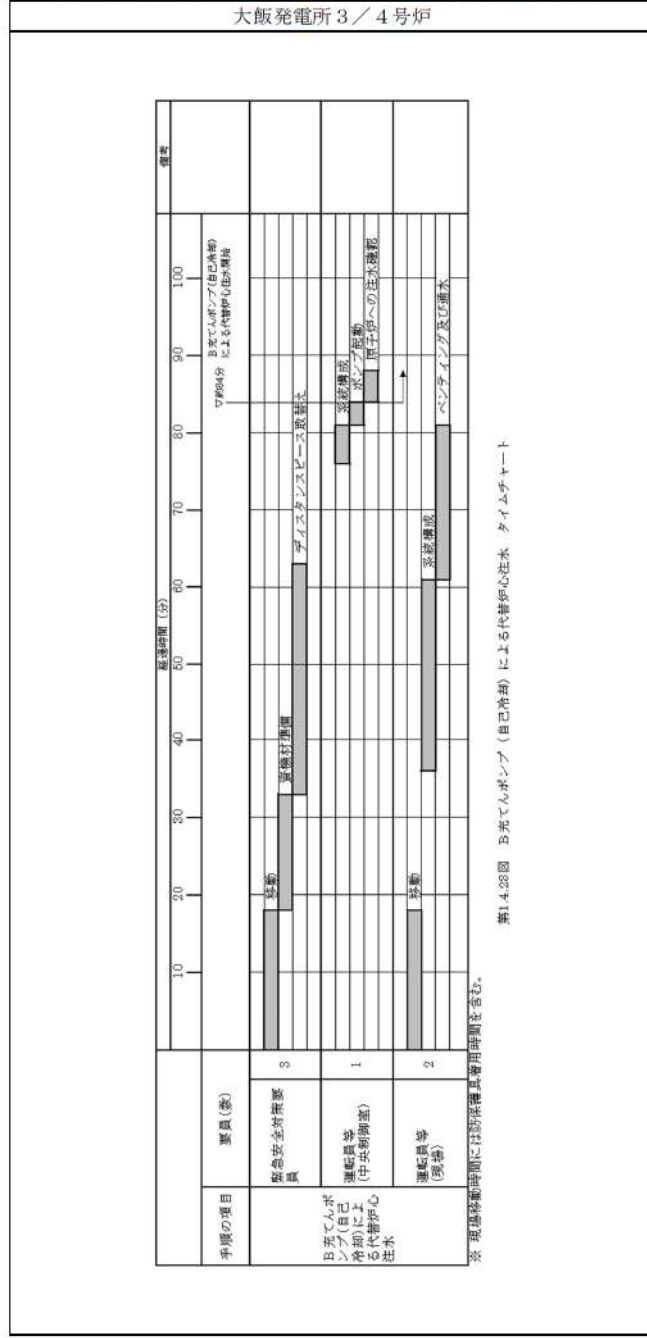 大飯発電所３／４号炉
経過時間（分）
備考
手順の項目
要員(数)
10
20
30
40
50
60
70
80
90
100
▽約84分 Ｂ充てんポンプ(自己冷却)
による代替炉心注水開始
Ｂ充てんポ
ンプ(自己
冷却)によ
る代替炉心
注水
緊急安全対策要
員
3
移動
資機材準備
ディスタンスピース取替え
運転員等
(中央制御室)
1
系統構成
ポンプ起動
原子炉への注水確認
運転員等
(現場)
2
移動
系統構成
ベンティング及び通水
※ 現場移動時間には防保護具着用時間を含む。
第1.4.28図 Ｂ充てんポンプ（自己冷却）による代替炉心注水 タイムチャート